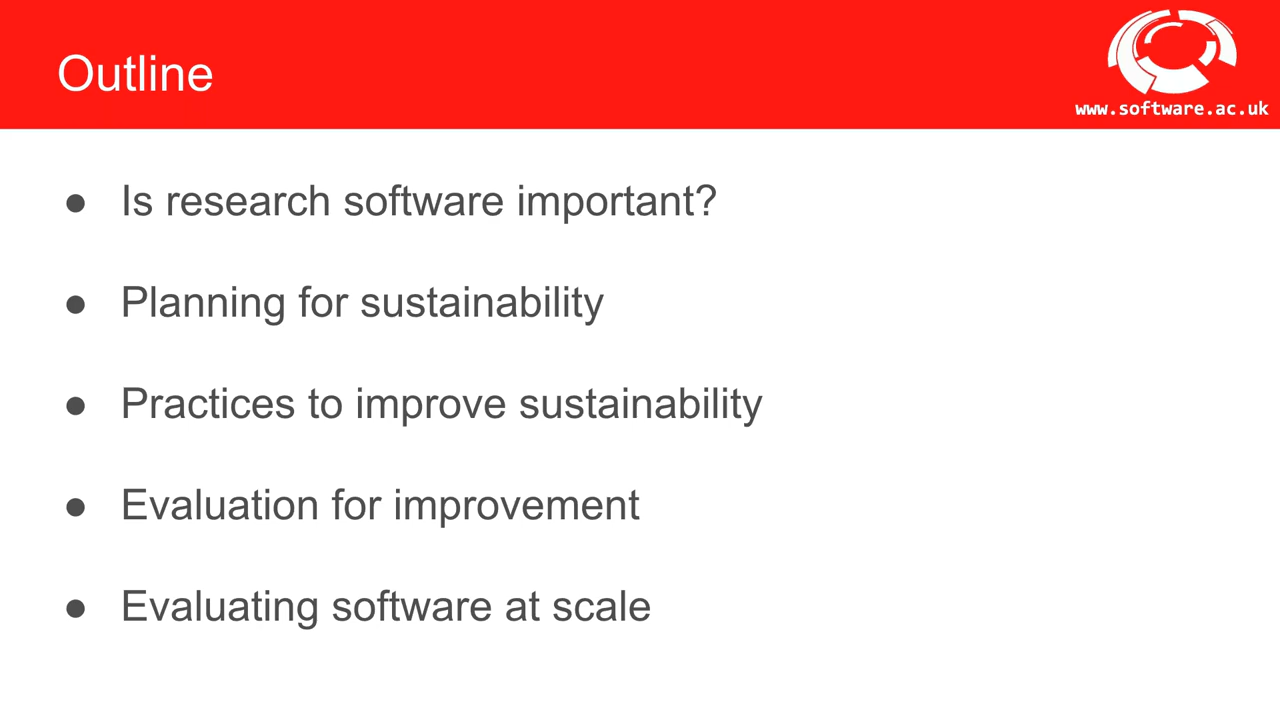 Outline
www.software.ac.uk
● Is research software important?
● Planning for sustainability
● Practices to improve sustainability
● Evaluation for improvement
● Evaluating software at scale